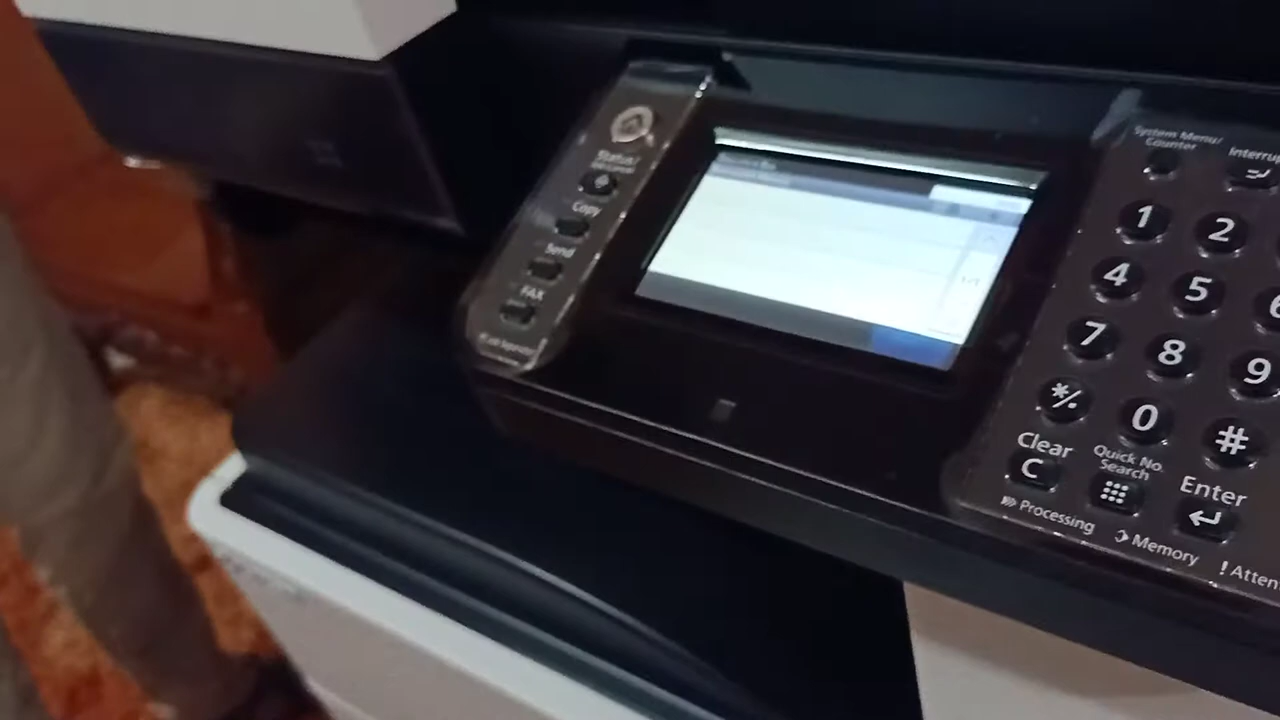 Status/
Copy
Send
FAX
System Menu/
Counter
1
2
4
5
7
8
9
*/.
0
#
Clear
C
Quick No.
Search
Enter
Processing
Memory